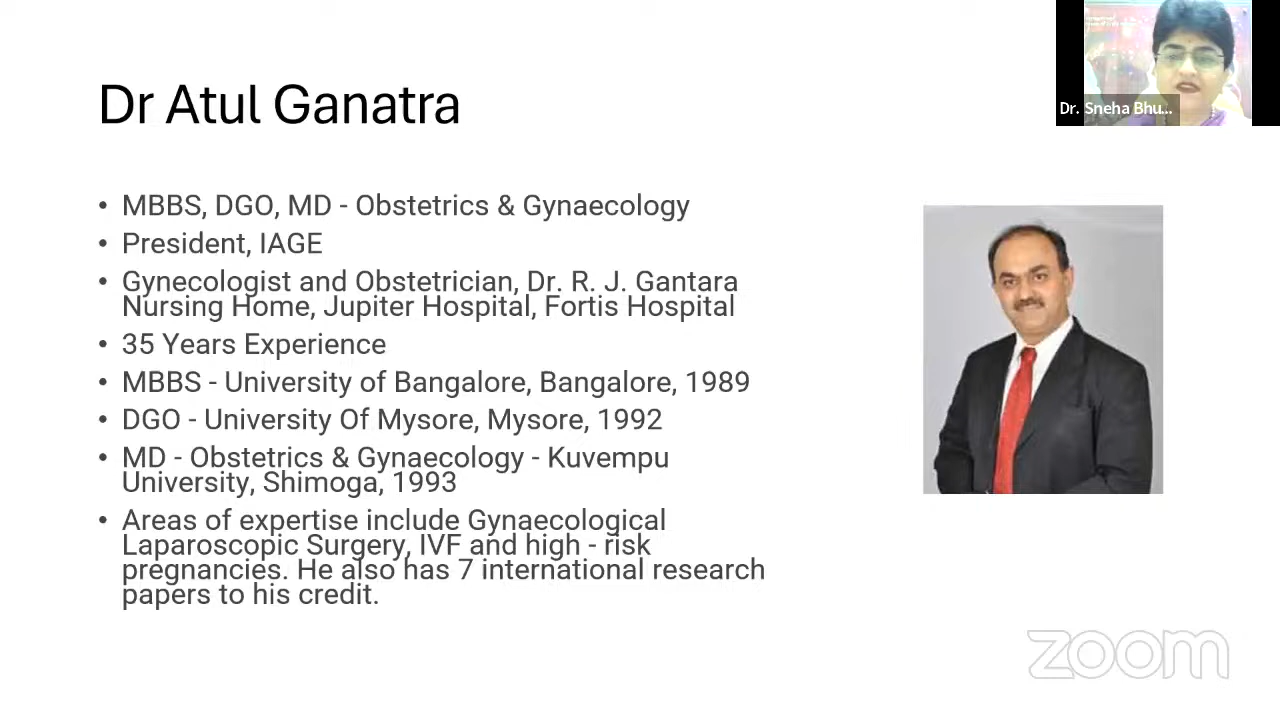 Dr Atul Ganatra
Dr. Sneha Bhu...
• MBBS, DGO, MD - Obstetrics & Gynaecology
• President, IAGE
• Gynecologist and Obstetrician, Dr. R. J. Gantara
Nursing Home, Jupiter Hospital, Fortis Hospital
• 35 Years Experience
• MBBS - University of Bangalore, Bangalore, 1989
• DGO - University Of Mysore, Mysore, 1992
• MD - Obstetrics & Gynaecology - Kuvempu
University, Shimoga, 1993
• Areas of expertise include Gynaecological
Laparoscopic Surgery, IVF and high - risk
pregnancies. He also has 7 international research
papers to his credit.
zoom